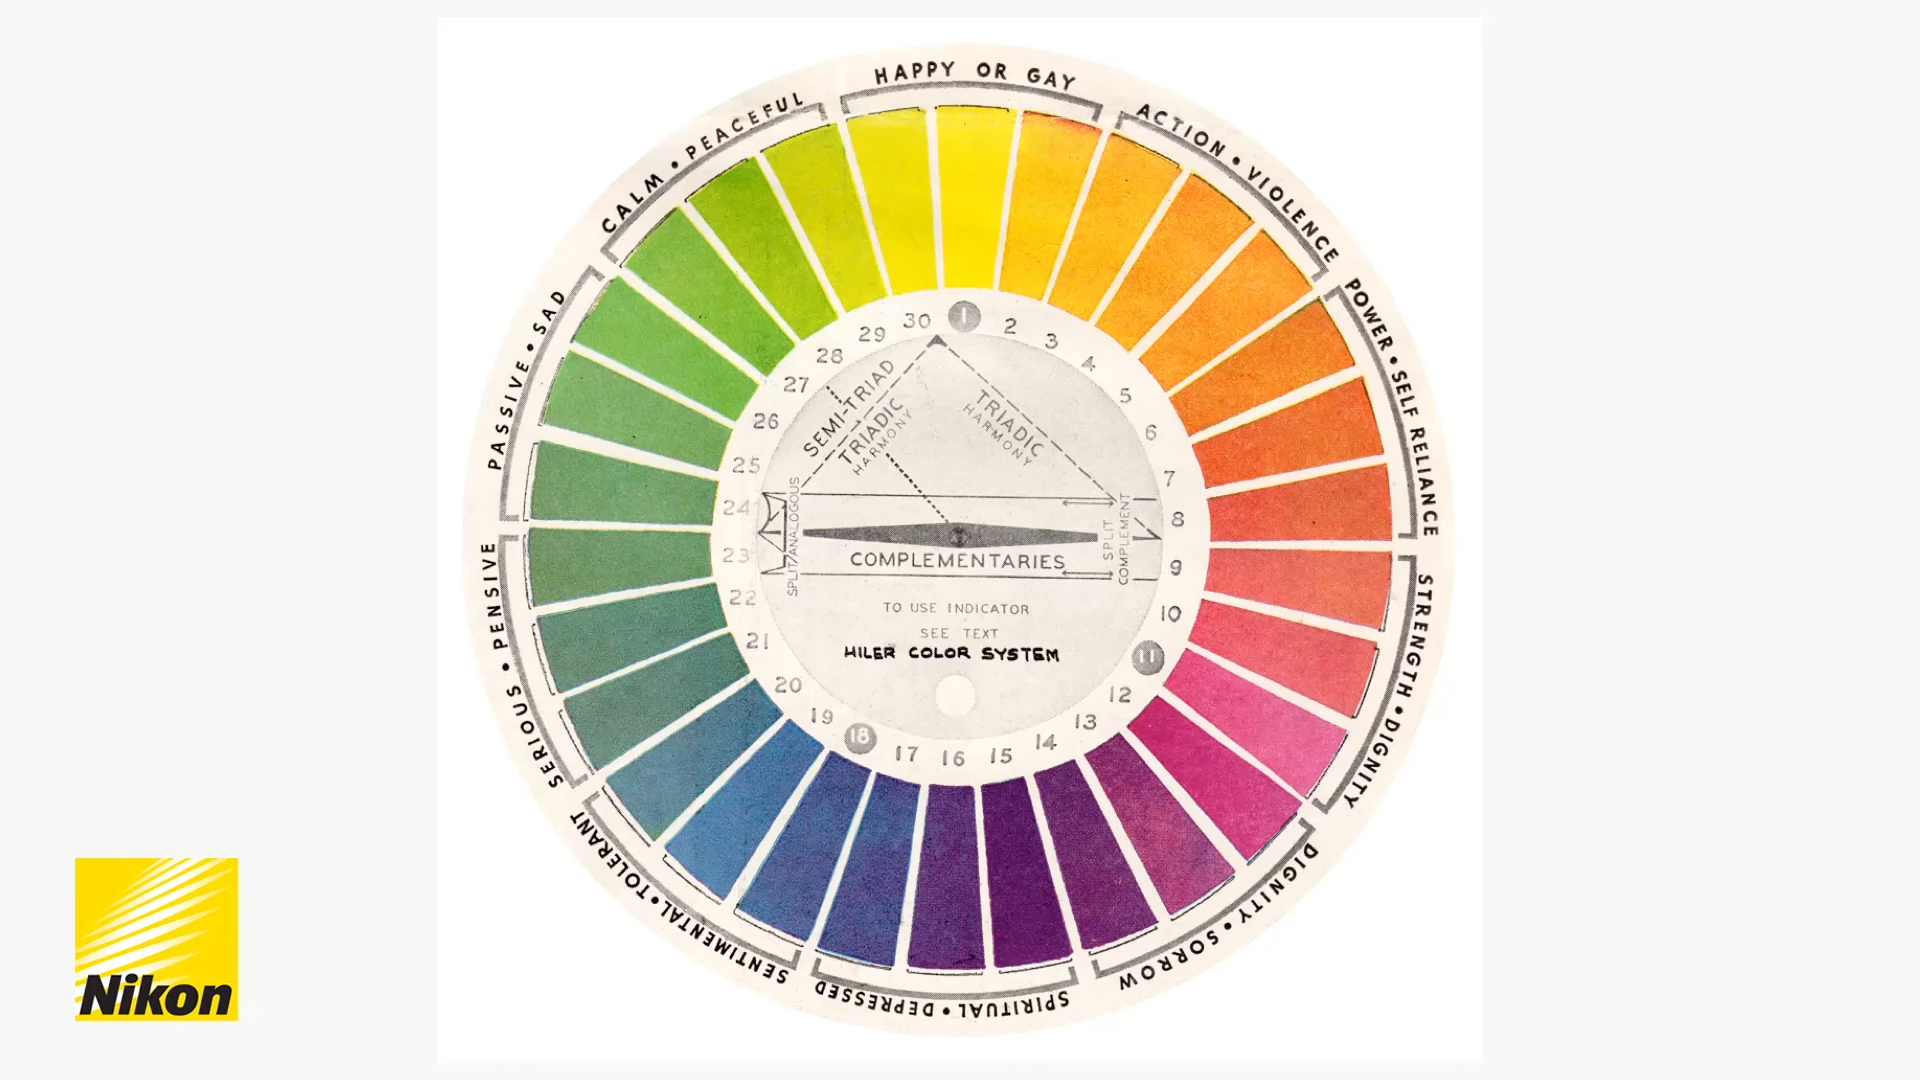 HAPPY OR GAY
ACTION • VIOLENCE
POWER • SELF RELIANCE
STRENGTH • DIGNITY
DIGNITY • SORROW
SPIRITUAL • DEPRESSED
SENTIMENTAL • TOLERANT
SERIOUS • PENSIVE
PASSIVE • SAD
CALM • PEACEFUL
1
2
3
4
5
6
7
8
9
10
11
12
13
14
15
16
17
18
19
20
21
22
23
24
25
26
27
28
29
30
SEMI-TRIAD
TRIADIC
HARMONY
TRIADIC
HARMONY
SPLIT/ANALOGOUS
SPLIT
COMPLEMENT
COMPLEMENTARIES
TO USE INDICATOR
SEE TEXT
HILER COLOR SYSTEM
Nikon